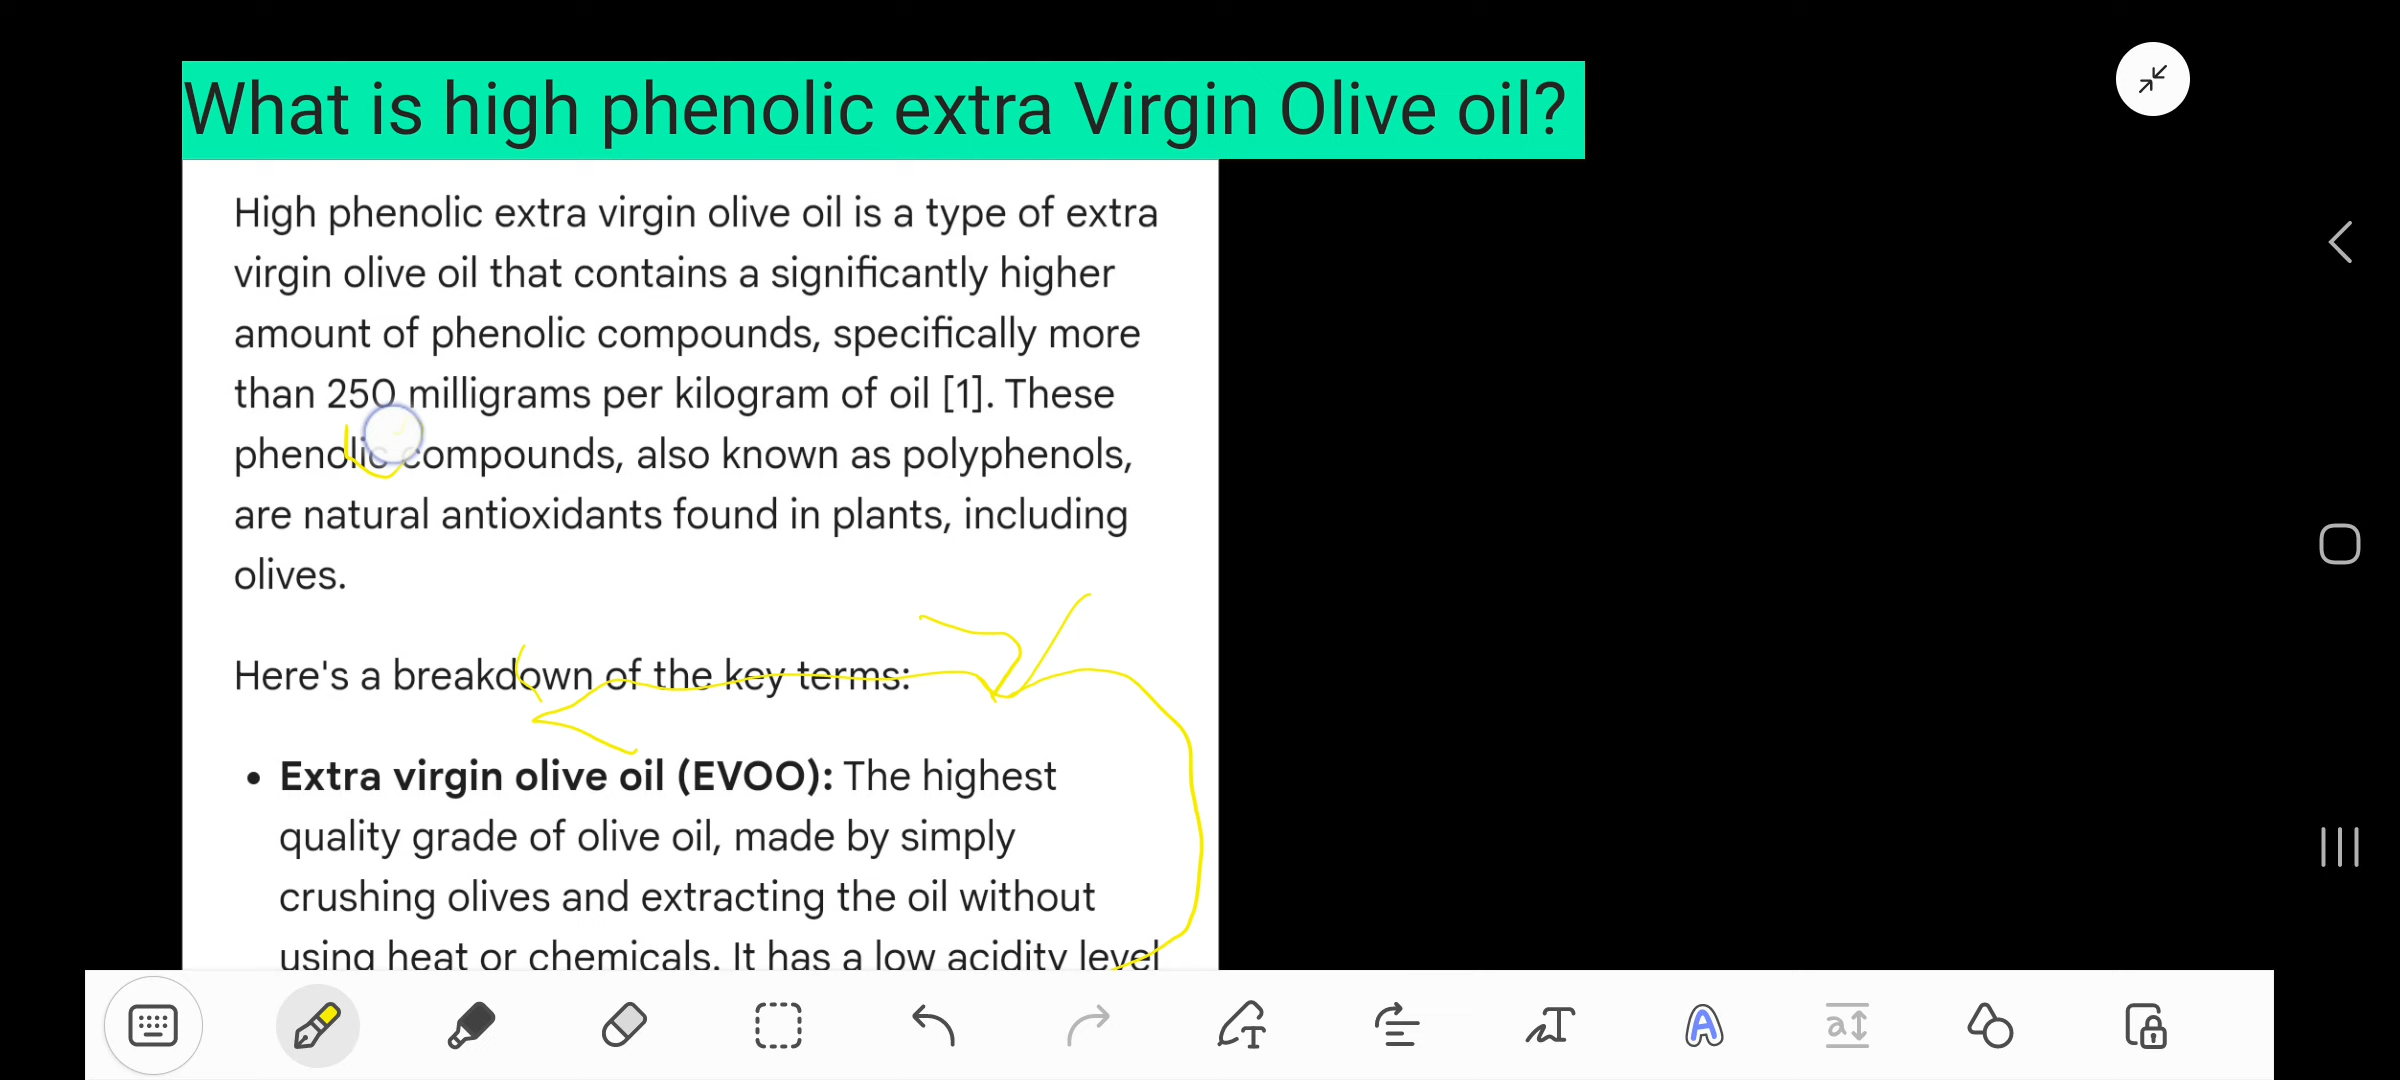 What is high phenolic extra Virgin Olive oil?
High phenolic extra virgin olive oil is a type of extra
virgin olive oil that contains a significantly higher
amount of phenolic compounds, specifically more
than 250 milligrams per kilogram of oil [1]. These
phenolic compounds, also known as polyphenols,
are natural antioxidants found in plants, including
olives.
Here's a breakdown of the key terms:
• Extra virgin olive oil (EVOO): The highest
quality grade of olive oil, made by simply
crushing olives and extracting the oil without
using heat or chemicals. It has a low acidity level